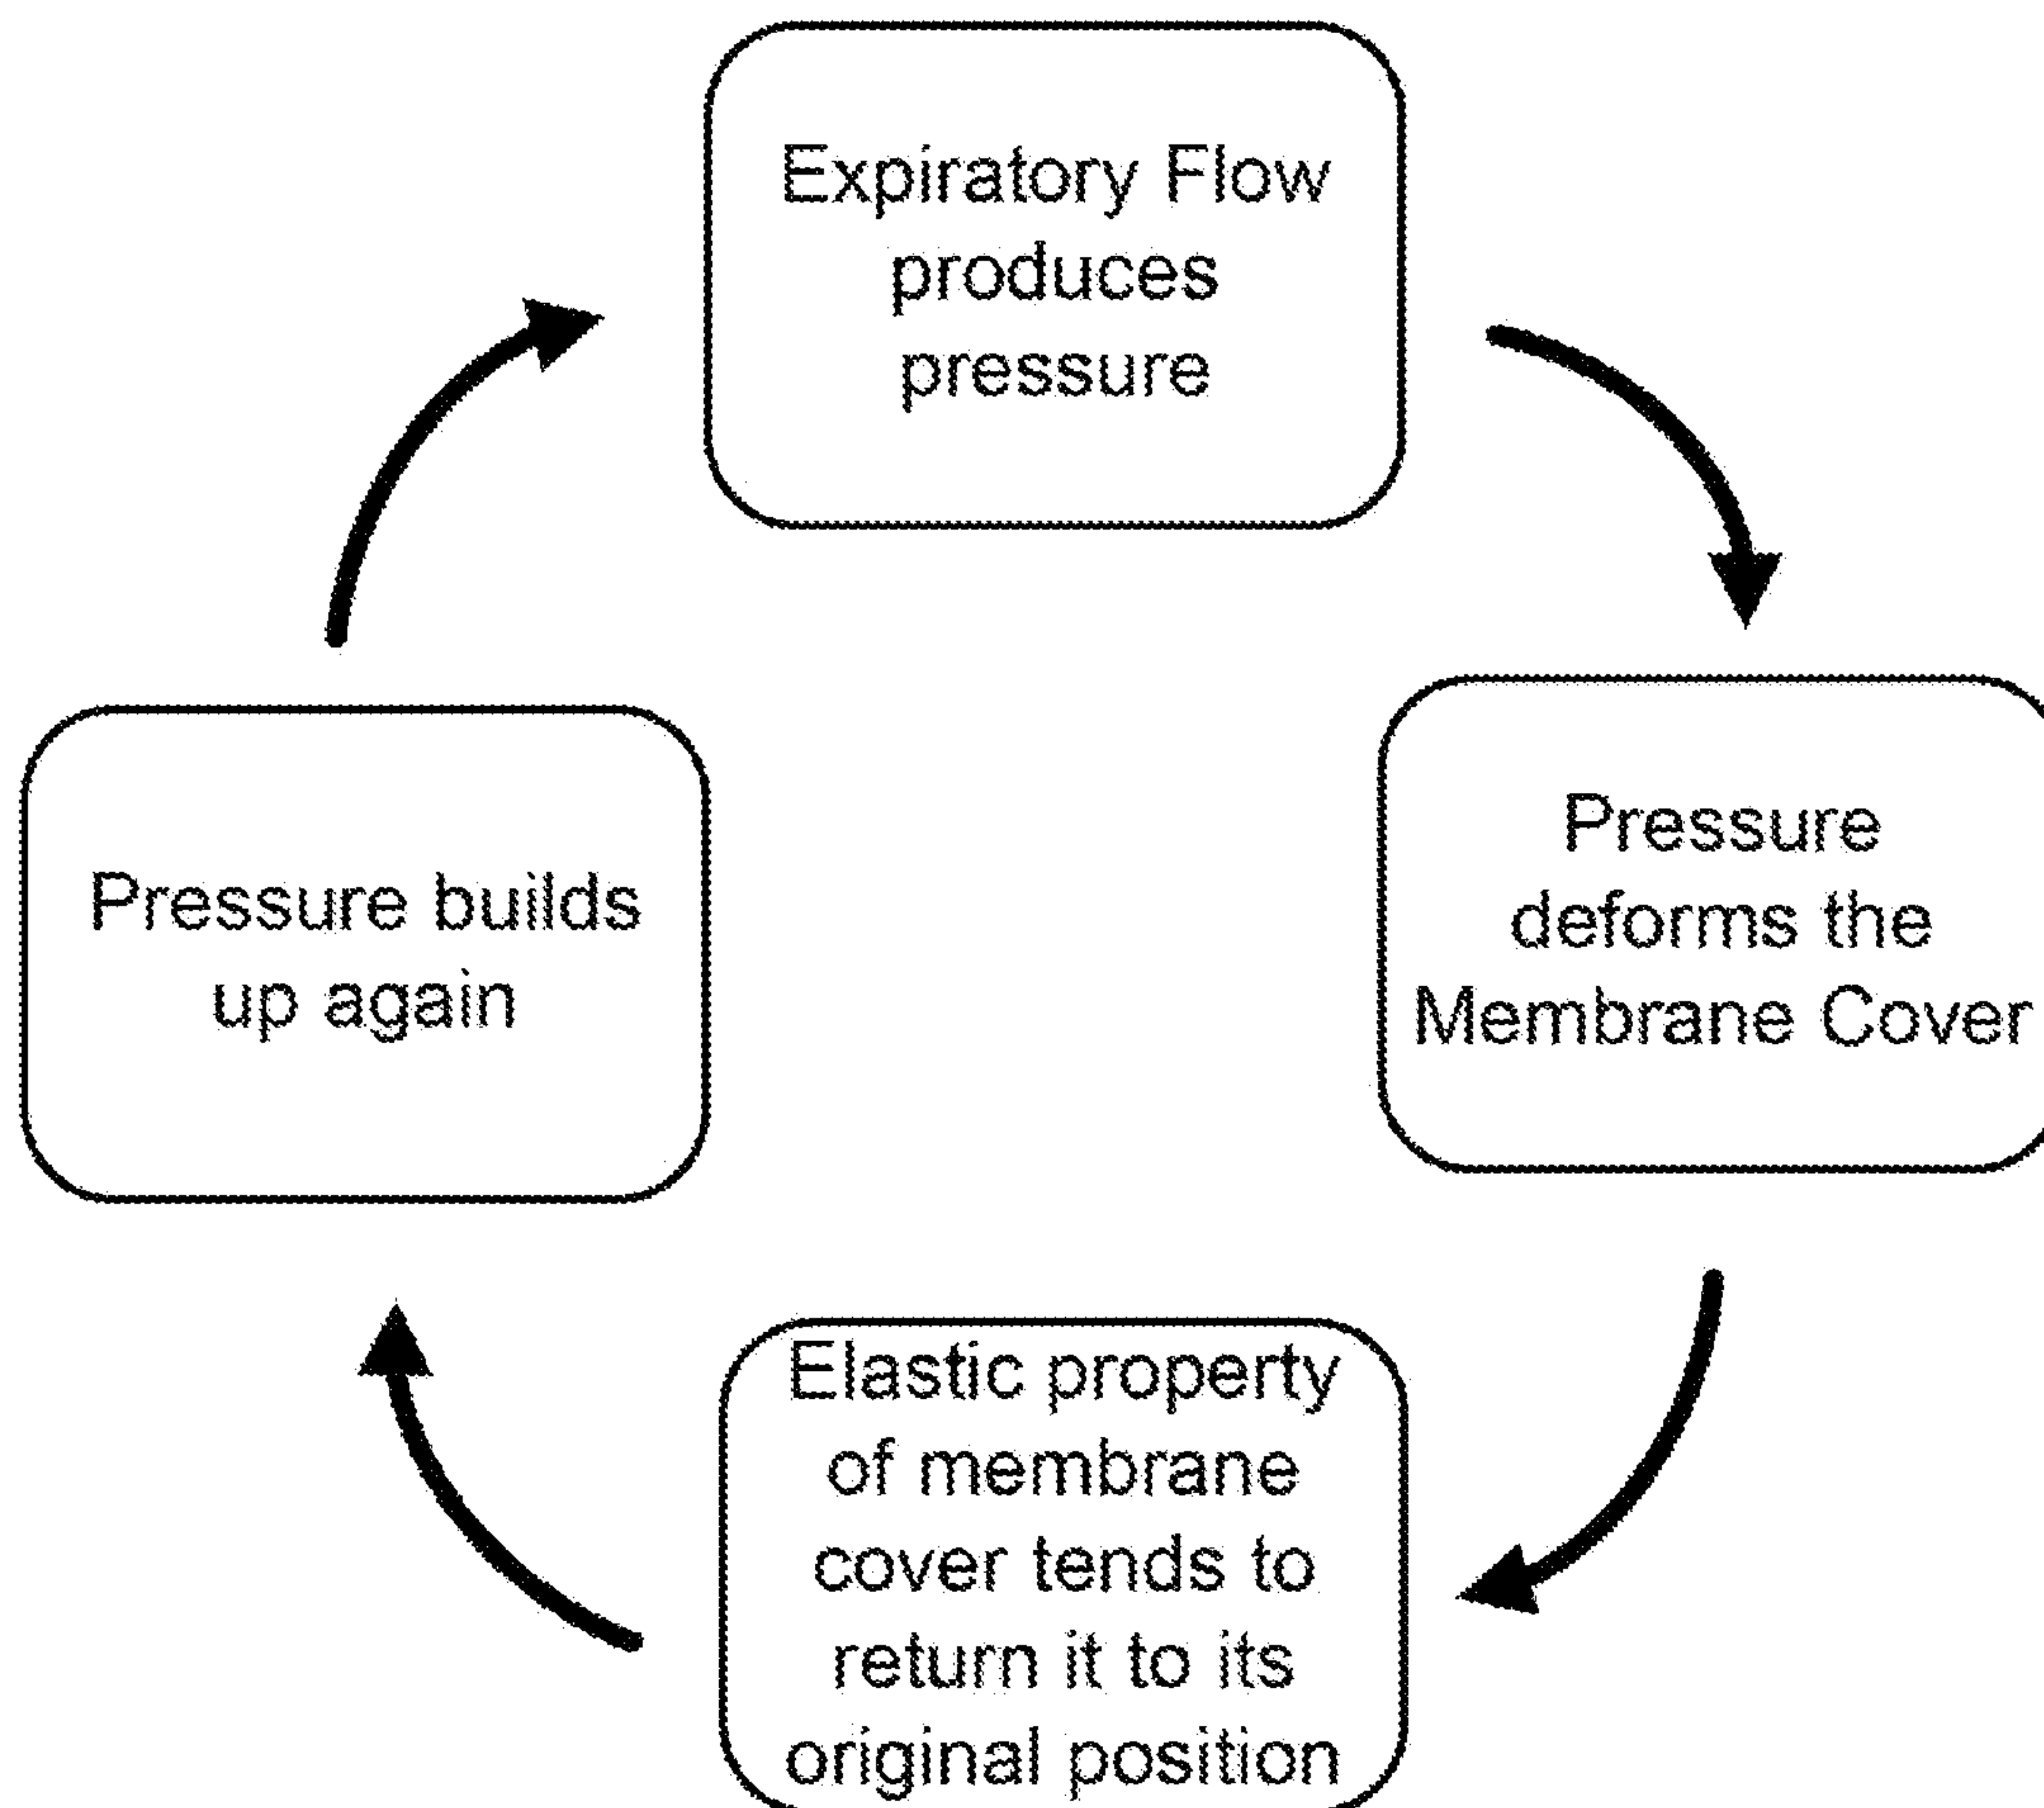 Expiratory Flow
produces
pressure
Pressure
deforms the
Membrane Cover
Elastic property
of membrane
cover tends to
return it to its
original position
Pressure builds
up again